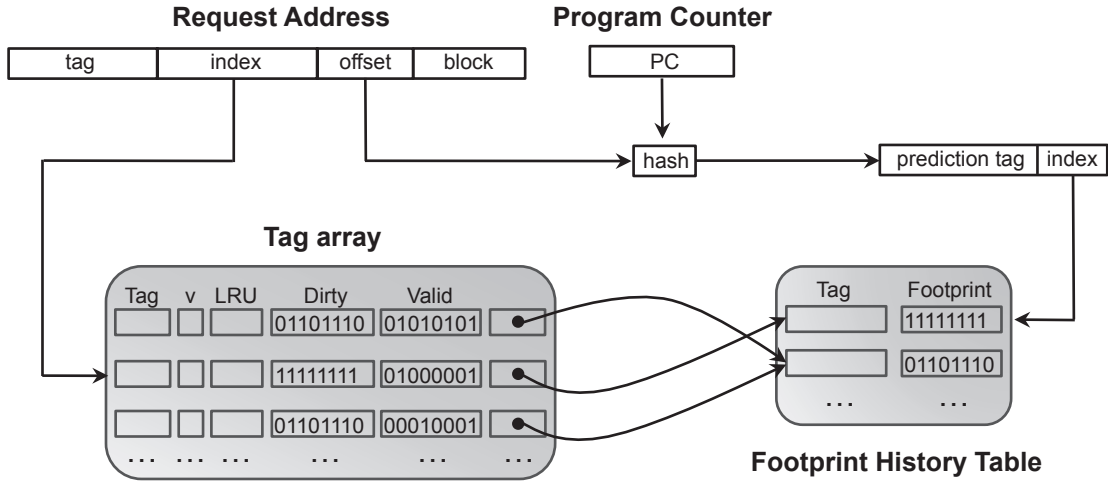 Request Address Program Counter
tag index offset block PC
hash prediction tag index
Tag array
Tag v LRU Dirty Valid Tag Footprint
01101110 01010101 11111111
11111111 01000001 01101110
01101110 00010001 ... ...
... ... ... ... ... ...
Footprint History Table